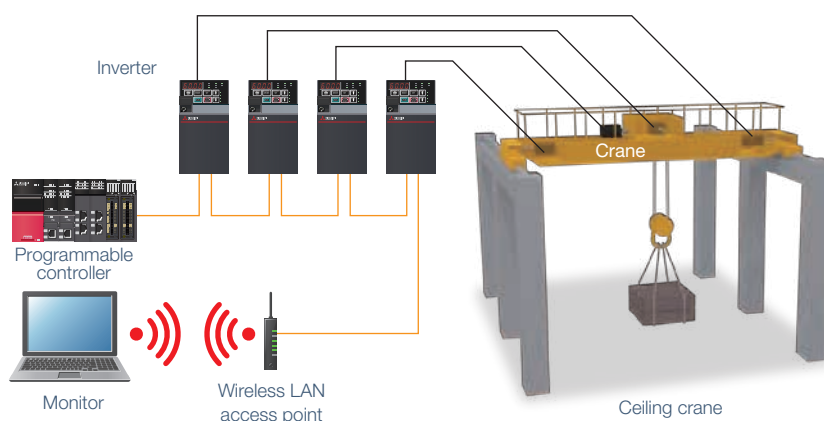 Inverter
Crane
Programmable
controller
Monitor
Wireless LAN
access point
Ceiling crane